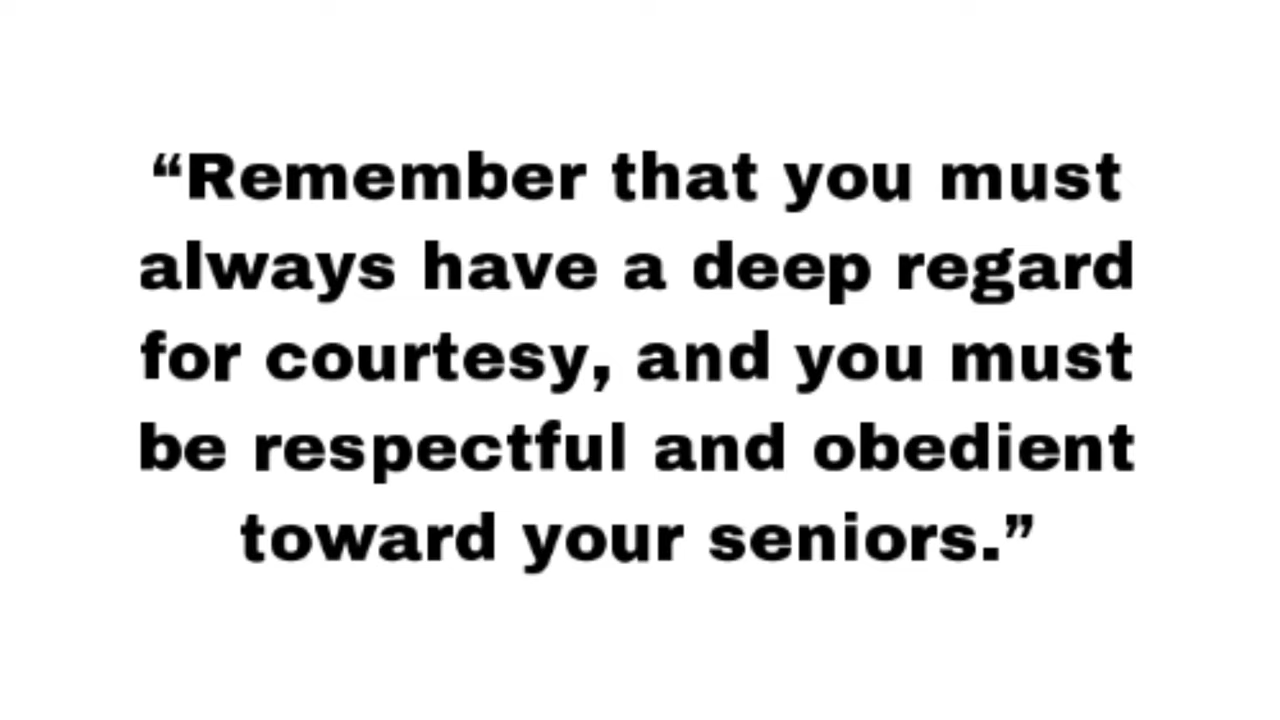 “Remember that you must
always have a deep regard
for courtesy, and you must
be respectful and obedient
toward your seniors.”